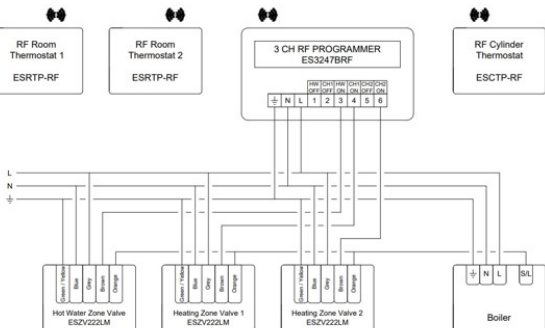 RF Room
Thermostat 1
ESRTP-RF
RF Room
Thermostat 2
ESRTP-RF
3 CH RF PROGRAMMER
ES3247BRF
RF Cylinder
Thermostat
ESCTP-RF
HW CH1 HW CH1 CH2 CH2
OFF OFF ON ON OFF ON
N L 1 2 3 4 5 6
L
N
Green / Yellow
Blue
Grey
Brown
Orange
Hot Water Zone Valve
ESZV222LM
Green / Yellow
Blue
Grey
Brown
Orange
Heating Zone Valve 1
ESZV222LM
Green / Yellow
Blue
Grey
Brown
Orange
Heating Zone Valve 2
ESZV222LM
N L S/L
Boiler